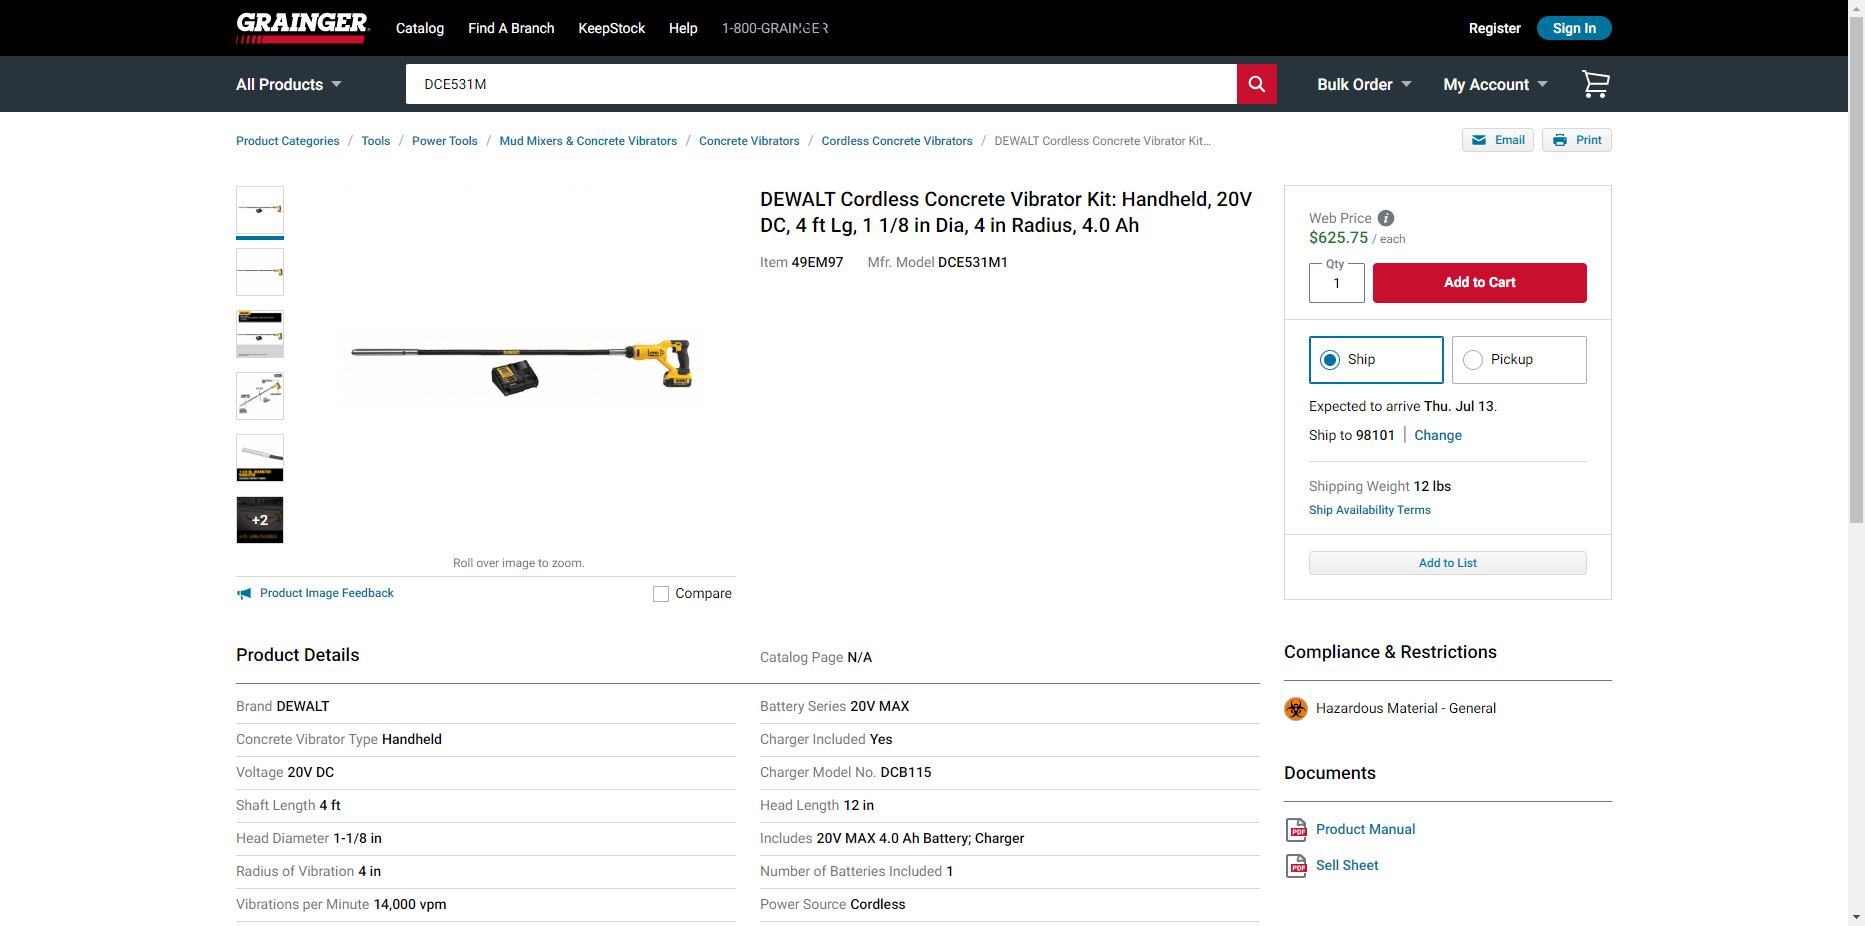 GRAINGER
Catalog
Find A Branch
KeepStock
Help
1-800-GRAINGER
Register
Sign In
All Products
DCE531M
Bulk Order
My Account
Product Categories / Tools / Power Tools / Mud Mixers & Concrete Vibrators / Concrete Vibrators / Cordless Concrete Vibrators / DEWALT Cordless Concrete Vibrator Kit...
Email
Print
+2
Roll over image to zoom.
Product Image Feedback
Compare
DEWALT Cordless Concrete Vibrator Kit: Handheld, 20V
DC, 4 ft Lg, 1 1/8 in Dia, 4 in Radius, 4.0 Ah
Item 49EM97
Mfr. Model DCE531M1
Web Price
$625.75 / each
Qty
1
Add to Cart
Ship
Pickup
Expected to arrive Thu. Jul 13.
Ship to 98101 | Change
Shipping Weight 12 lbs
Ship Availability Terms
Add to List
Product Details
Catalog Page N/A
Brand DEWALT
Concrete Vibrator Type Handheld
Voltage 20V DC
Shaft Length 4 ft
Head Diameter 1-1/8 in
Radius of Vibration 4 in
Vibrations per Minute 14,000 vpm
Battery Series 20V MAX
Charger Included Yes
Charger Model No. DCB115
Head Length 12 in
Includes 20V MAX 4.0 Ah Battery; Charger
Number of Batteries Included 1
Power Source Cordless
Compliance & Restrictions
Hazardous Material - General
Documents
PDF
Product Manual
PDF
Sell Sheet